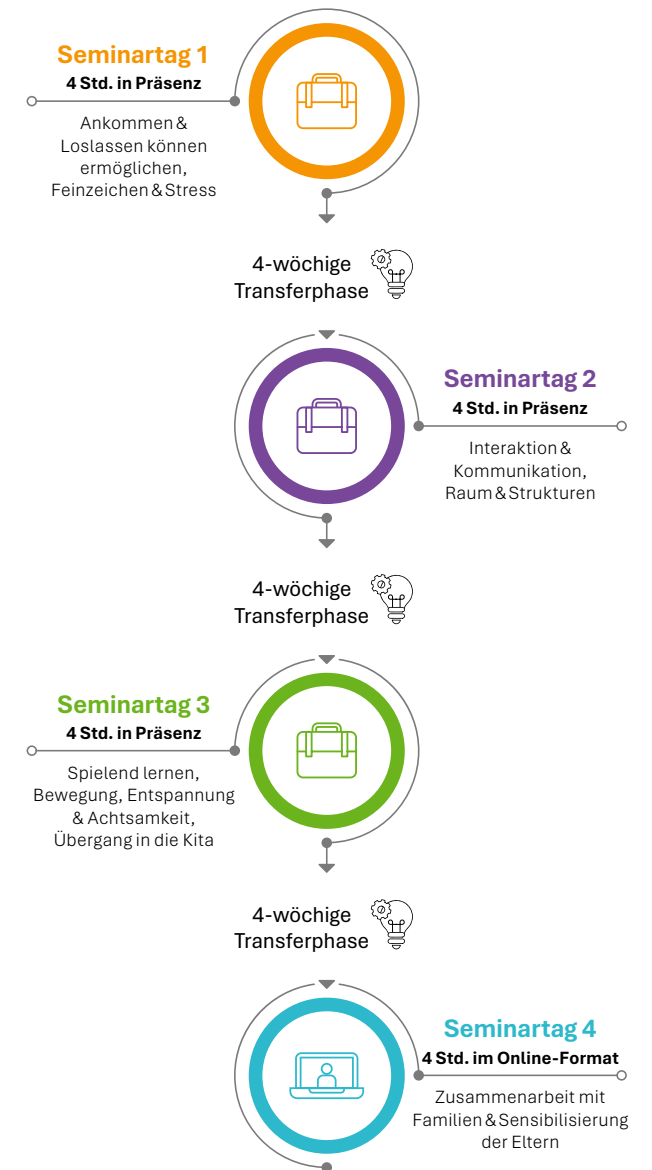 Seminartag 1
4 Std. in Präsenz
Ankommen &
Loslassen können
ermöglichen,
Feinzeichen & Stress
4-wöchige
Transferphase
Seminartag 2
4 Std. in Präsenz
Interaktion &
Kommunikation,
Raum & Strukturen
4-wöchige
Transferphase
Seminartag 3
4 Std. in Präsenz
Spielend lernen,
Bewegung, Entspannung
& Achtsamkeit,
Übergang in die Kita
4-wöchige
Transferphase
Seminartag 4
4 Std. im Online-Format
Zusammenarbeit mit
Familien & Sensibilisierung
der Eltern